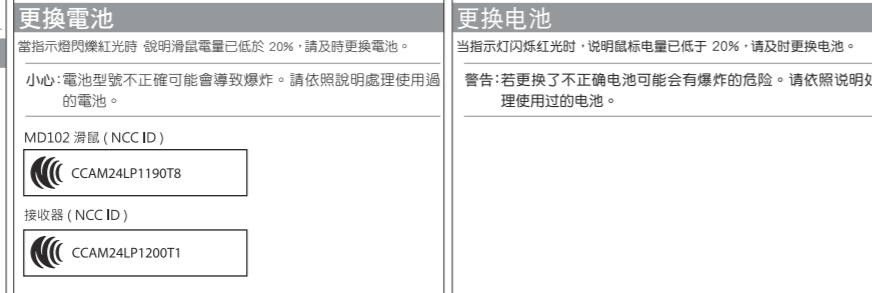 更換電池
當指示燈閃爍紅光時 說明滑鼠電量已低於 20%，請及時更換電池。
小心：電池型號不正確可能會導致爆炸。請依照說明處理使用過
的電池。
MD102 滑鼠 ( NCC ID )
CCAM24LP1190T8
接收器 ( NCC ID )
CCAM24LP1200T1
更换电池
当指示灯闪烁红光时，说明鼠标电量已低于 20%，请及时更换电池。
警告：若更换了不正确电池可能会有爆炸的危险。请依照说明处
理使用过的电池。